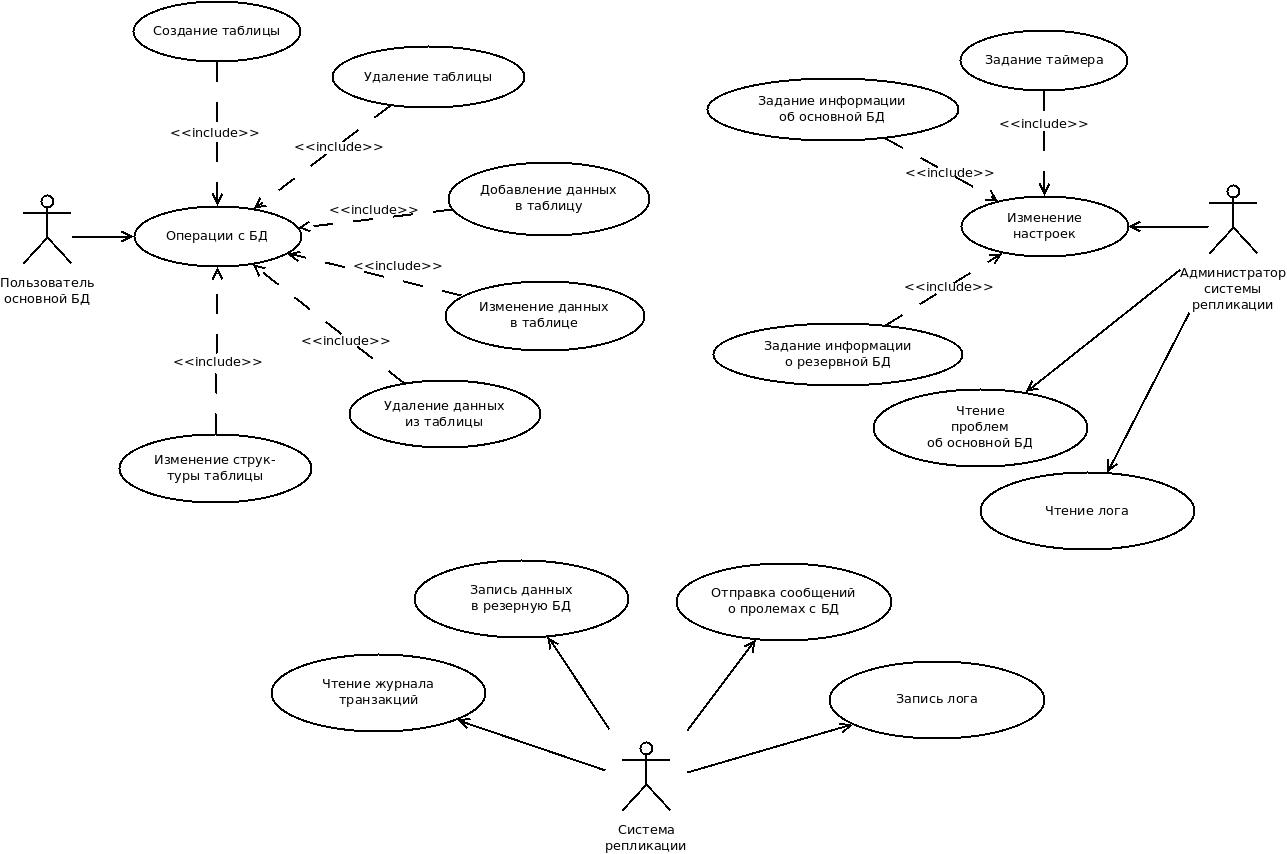 Создание таблицы
Удаление таблицы
<<include>>
<<include>>
Добавление данных
в таблицу
<<include>>
Операции с БД
Пользователь
основной БД
<<include>>
Изменение данных
в таблице
<<include>>
<<include>>
Удаление данных
из таблицы
Изменение струк-
туры таблицы
Задание таймера
Задание информации
об основной БД
<<include>>
<<include>>
Изменение
настроек
Администратор
системы
репликации
<<include>>
Задание информации
о резервной БД
Чтение
проблем
об основной БД
Чтение лога
Запись данных
в резерную БД
Отправка сообщений
о пролемах с БД
Чтение журнала
транзакций
Запись лога
Система
репликации